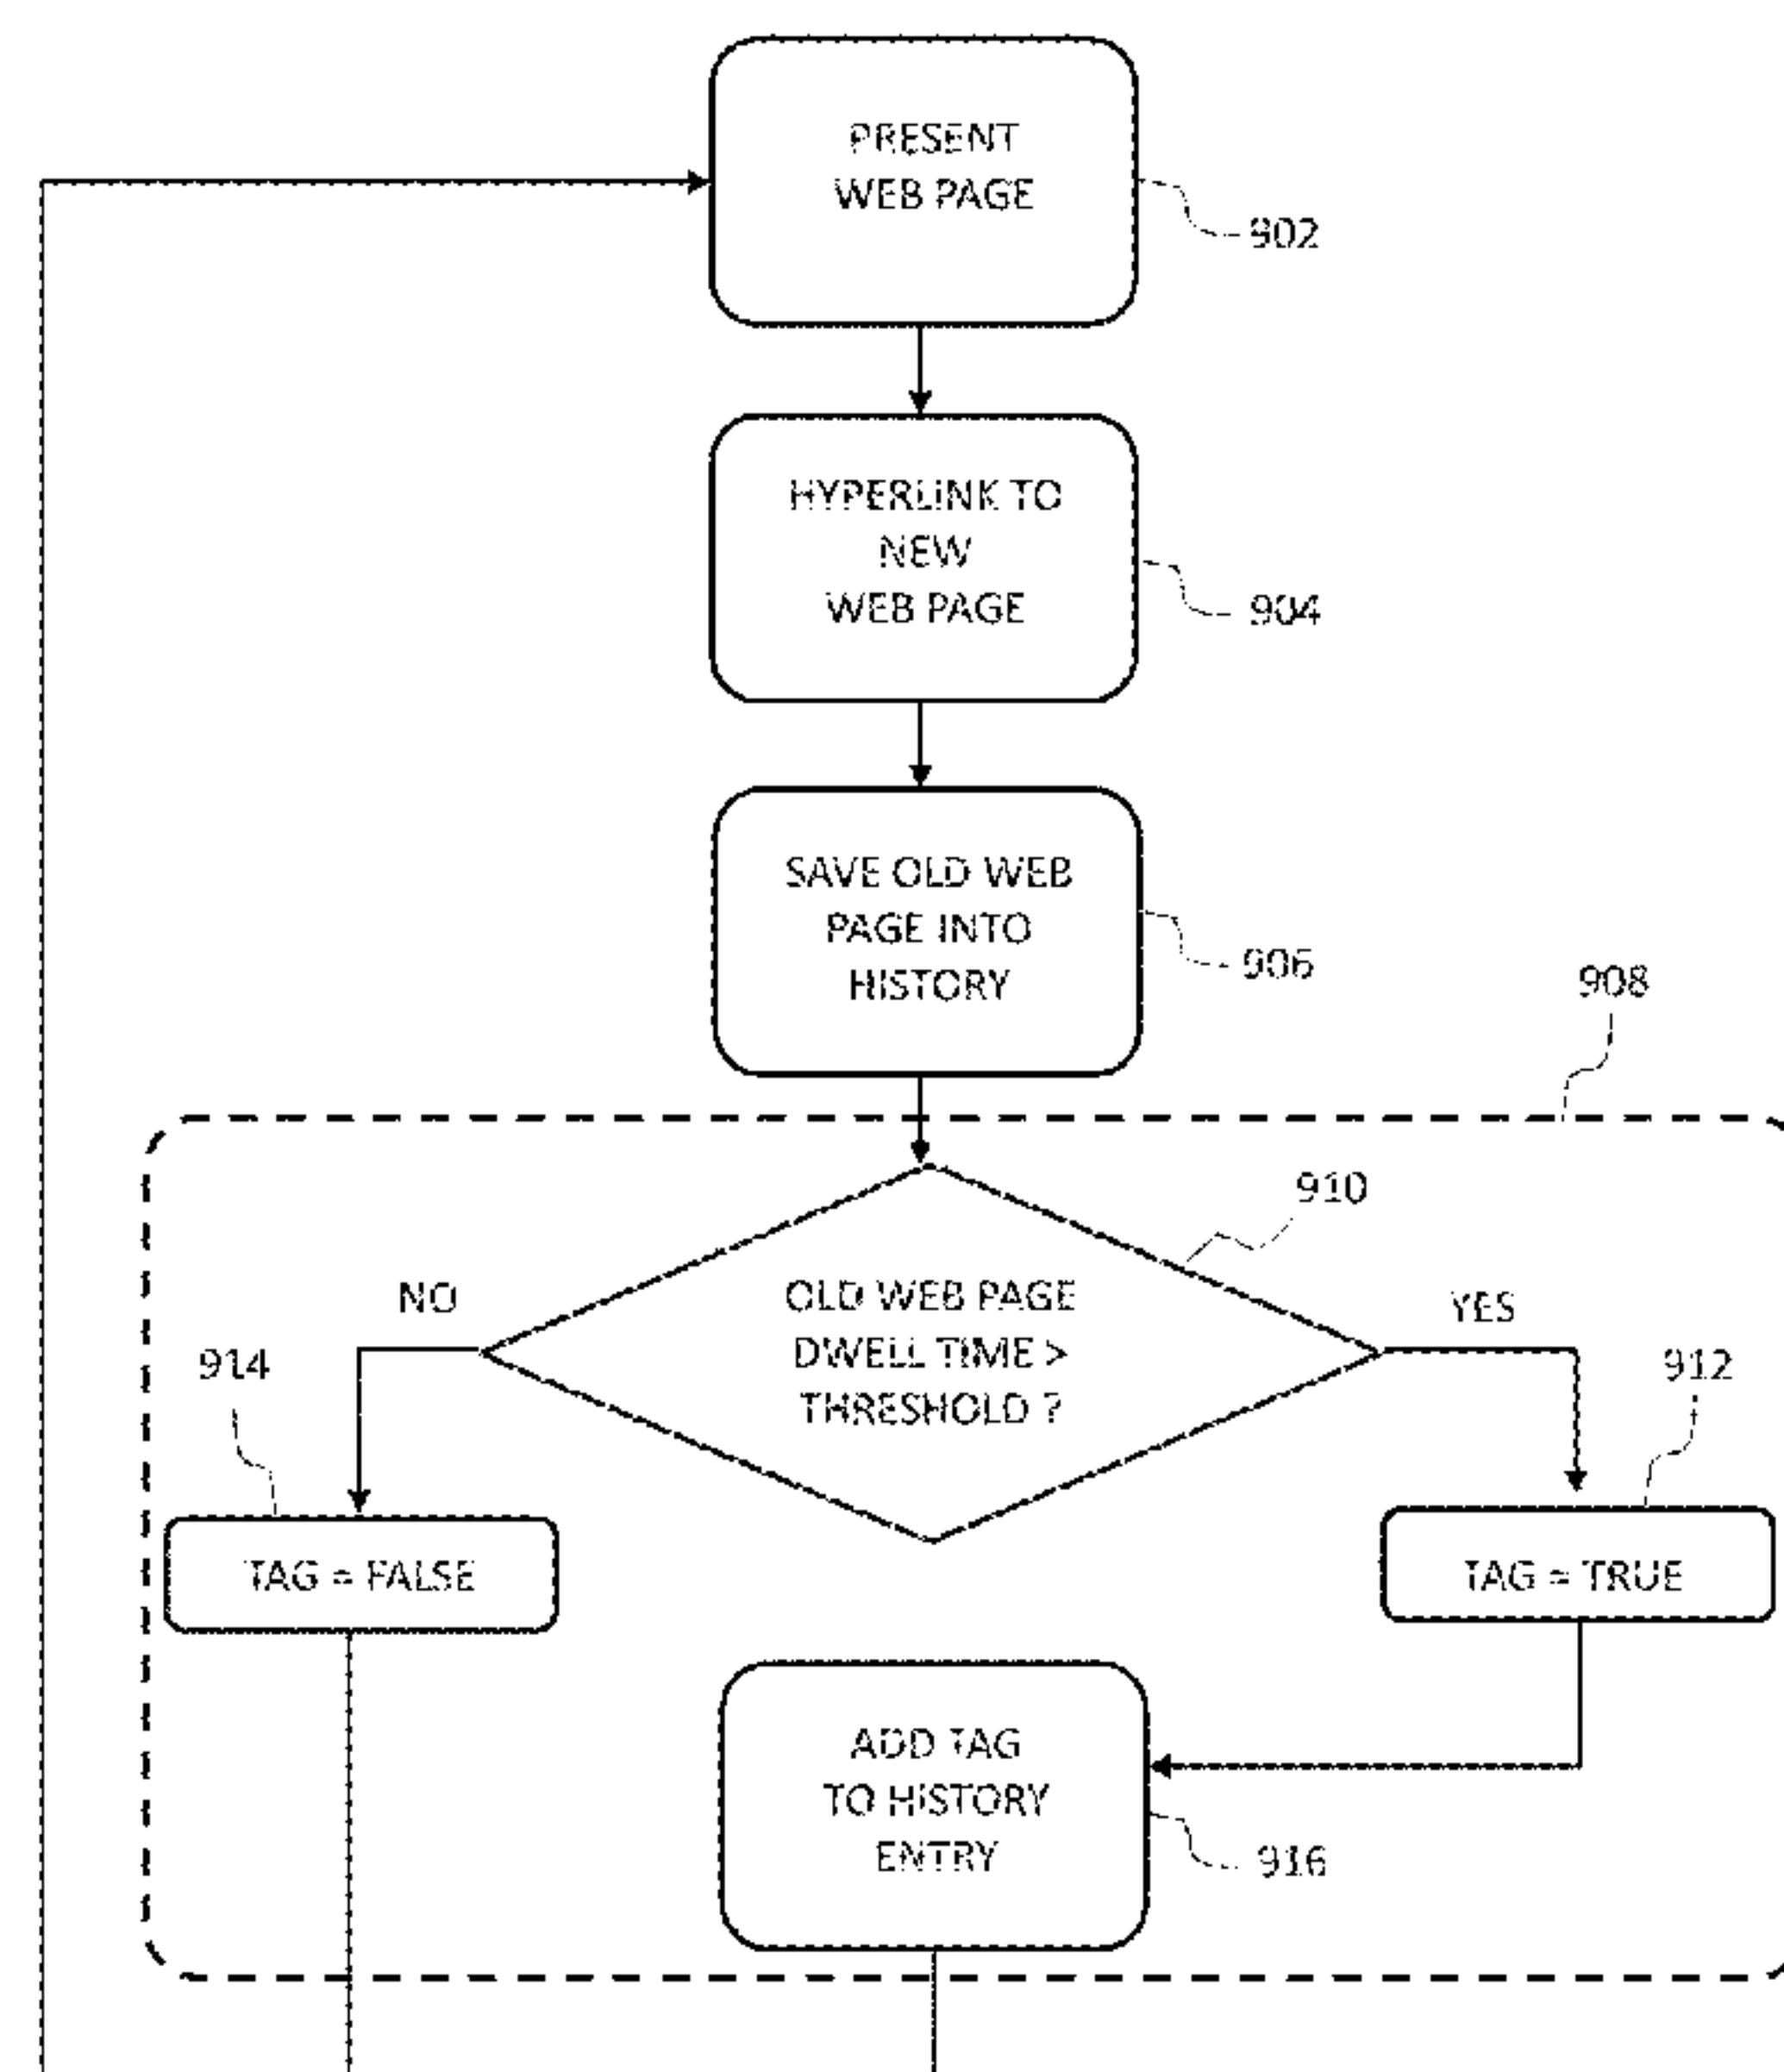 PRESENT
WEB PAGE
902
HYPERLINK TO
NEW
WEB PAGE
904
SAVE OLD WEB
PAGE INTO
HISTORY
906
908
910
NO
OLD WEB PAGE
DWELL TIME >
THRESHOLD ?
YES
914
912
TAG = FALSE
TAG = TRUE
ADD TAG
TO HISTORY
ENTRY
916